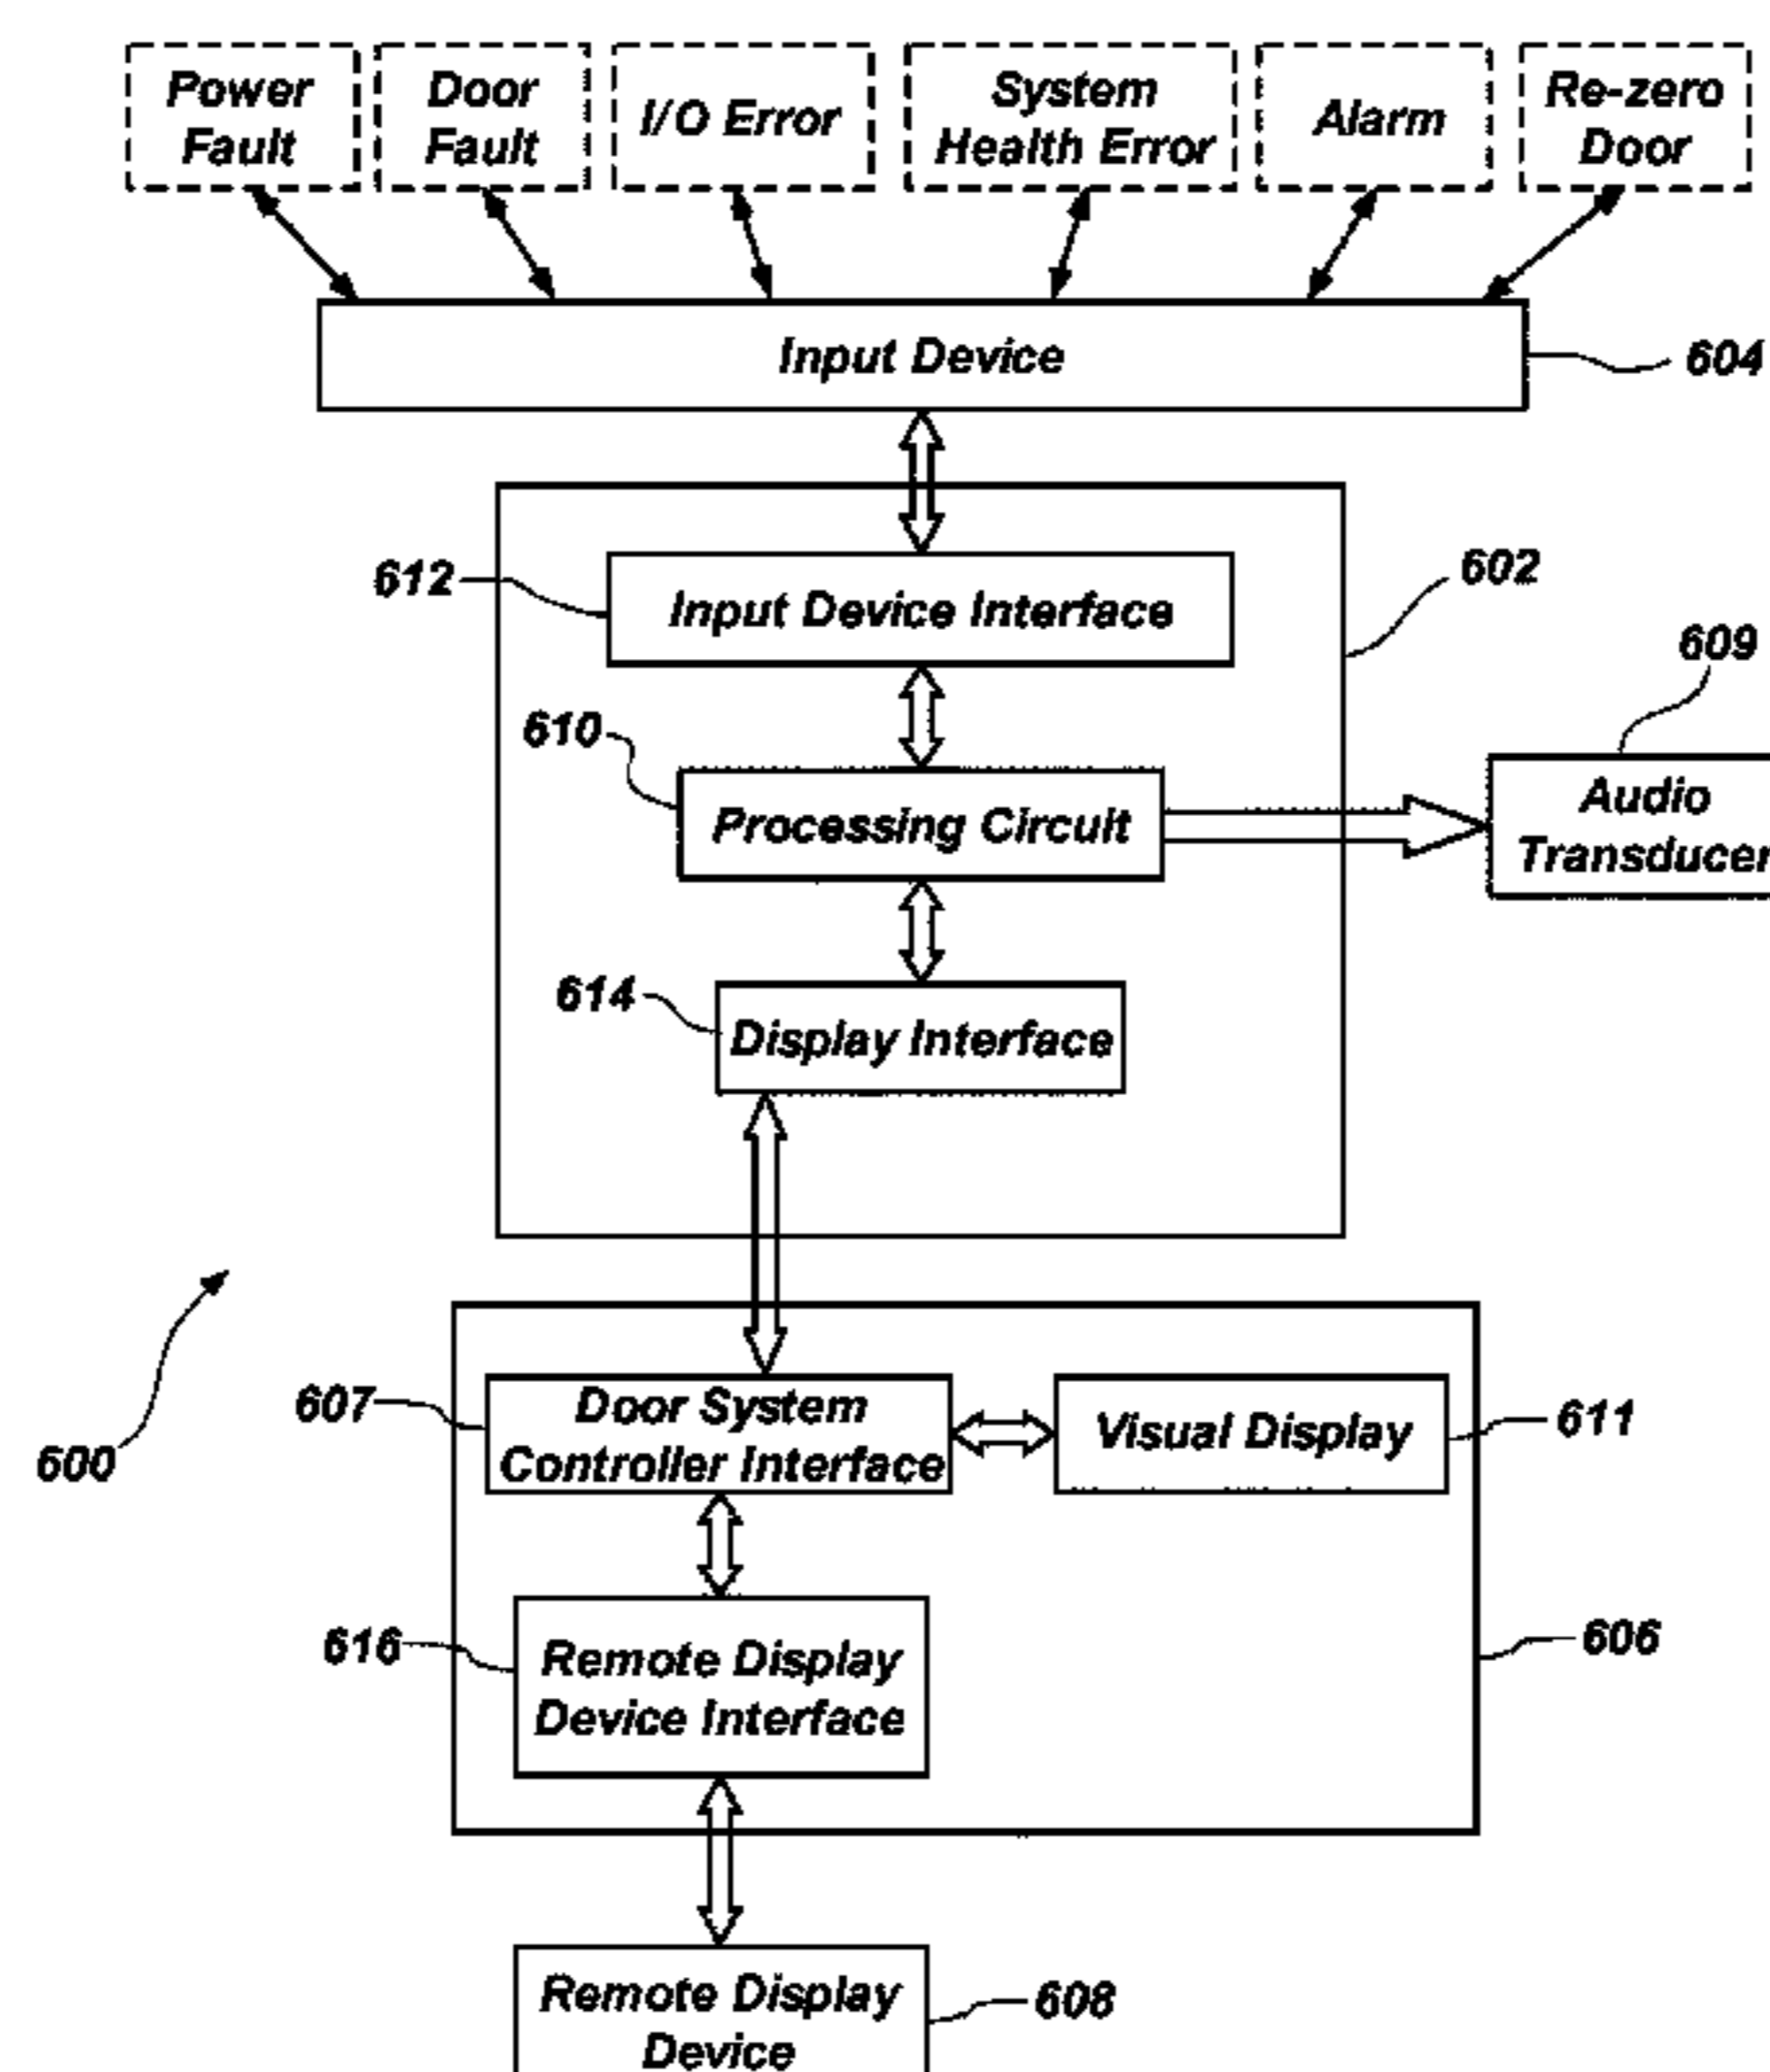 Power
Fault
Door
Fault
I/O Error
System
Health Error
Alarm
Re-zero
Door
Input Device
604
612
Input Device Interface
602
609
610
Processing Circuit
Audio
Transducer
614
Display Interface
607
Door System
Controller Interface
Visual Display
611
600
616
Remote Display
Device Interface
606
Remote Display
Device
608